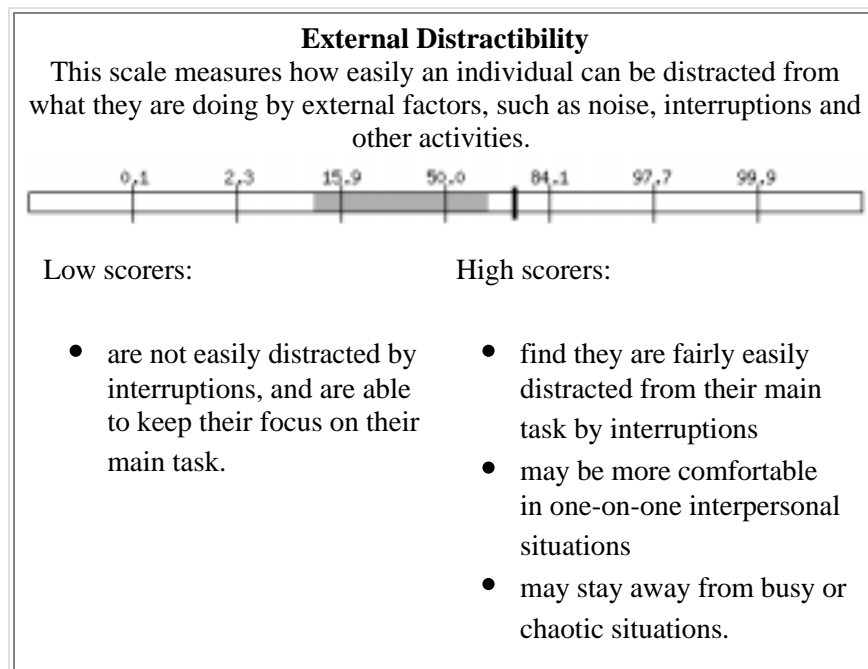 External Distractibility
This scale measures how easily an individual can be distracted from
what they are doing by external factors, such as noise, interruptions and
other activities.
0.1 2.3 15.9 50.0 84.1 97.7 99.9
Low scorers:
• are not easily distracted by
interruptions, and are able
to keep their focus on their
main task.
High scorers:
• find they are fairly easily
distracted from their main
task by interruptions
• may be more comfortable
in one-on-one interpersonal
situations
• may stay away from busy or
chaotic situations.